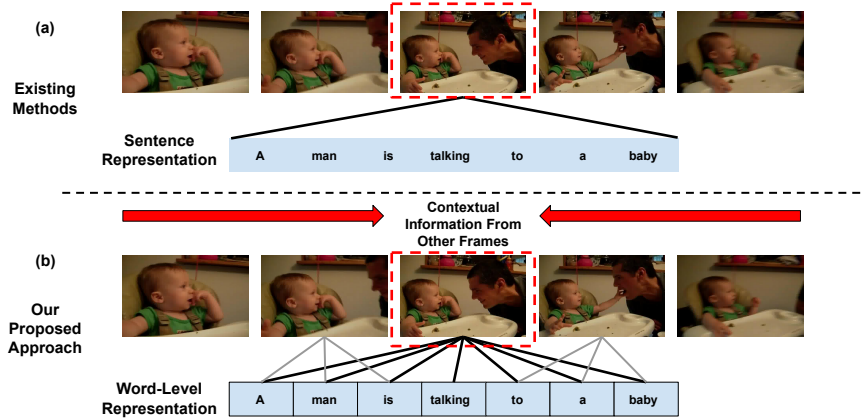 (a)
Existing
Methods
Sentence
Representation
A man is talking to a baby
Contextual
Information From
Other Frames
(b)
Our
Proposed
Approach
Word-Level
Representation
A man is talking to a baby